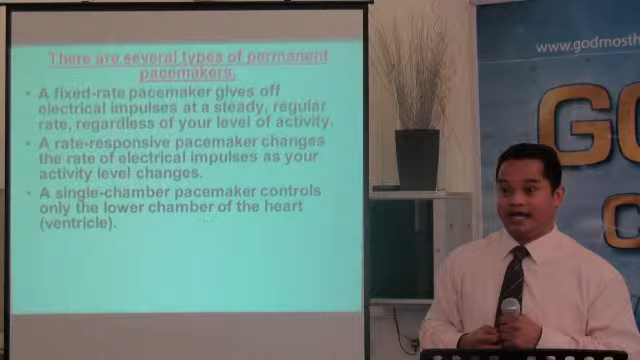 There are several types of permanent
pacemakers.
• A fixed-rate pacemaker gives off
electrical impulses at a steady, regular
rate, regardless of your level of activity.
• A rate-responsive pacemaker changes
the rate of electrical impulses as your
activity level changes.
• A single-chamber pacemaker controls
only the lower chamber of the heart
(ventricle).
www.godmosth
GO